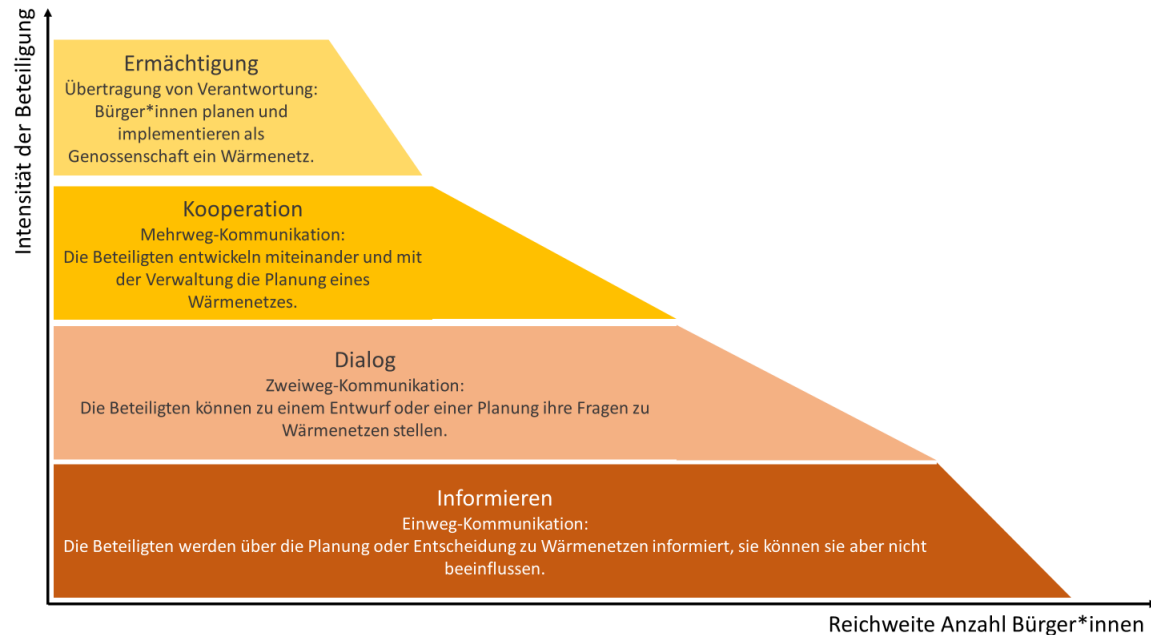 Intensität der Beteiligung
Ermächtigung
Übertragung von Verantwortung:
Bürger*innen planen und
implementieren als
Genossenschaft ein Wärmenetz.
Kooperation
Mehrweg-Kommunikation:
Die Beteiligten entwickeln miteinander und mit
der Verwaltung die Planung eines
Wärmenetzes.
Dialog
Zweiweg-Kommunikation:
Die Beteiligten können zu einem Entwurf oder einer Planung ihre Fragen zu
Wärmenetzen stellen.
Informieren
Einweg-Kommunikation:
Die Beteiligten werden über die Planung oder Entscheidung zu Wärmenetzen informiert, sie können sie aber nicht
beeinflussen.
Reichweite Anzahl Bürger*innen